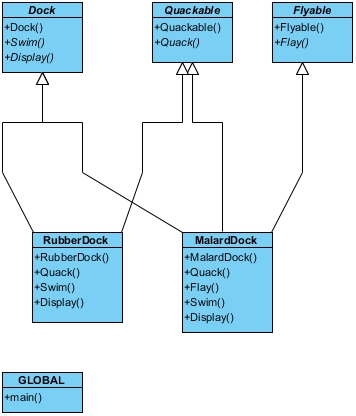 Dock
+Dock()
+Swim()
+Display()
Quackable
+Quackable()
+Quack()
Flyable
+Flyable()
+Flay()
RubberDock
+RubberDock()
+Quack()
+Swim()
+Display()
MalardDock
+MalardDock()
+Quack()
+Flay()
+Swim()
+Display()
GLOBAL
+main()